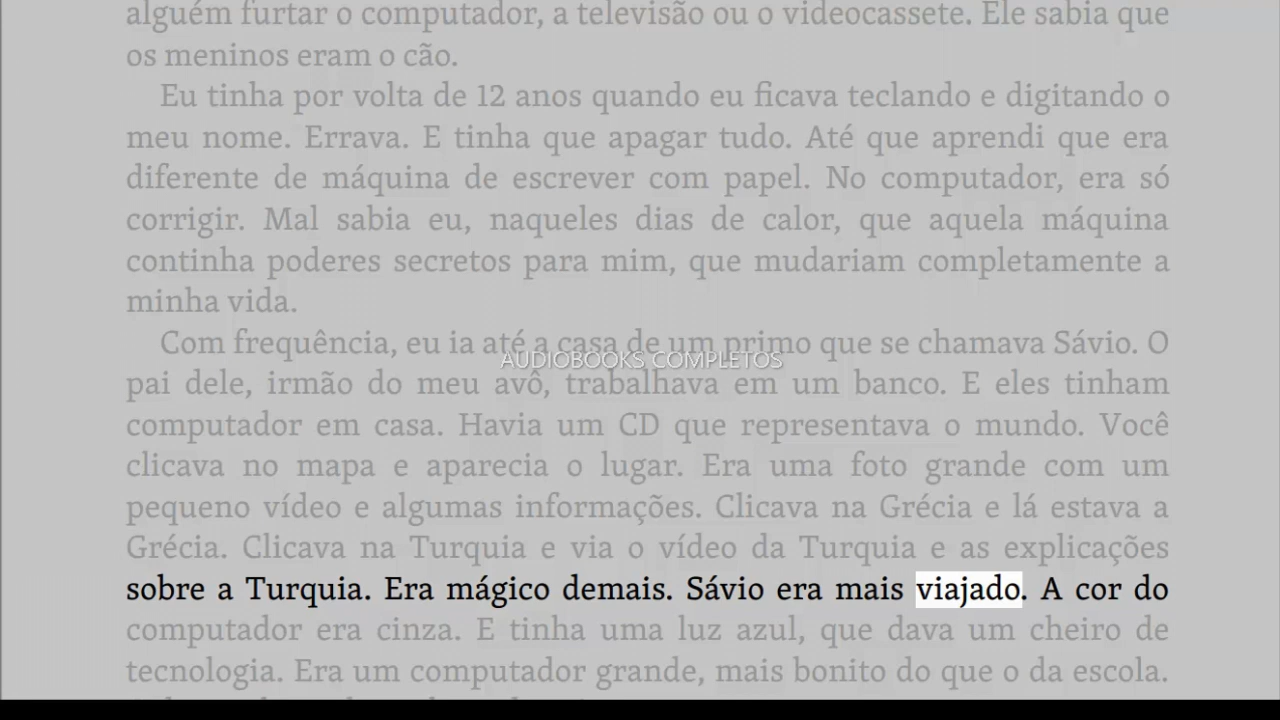 alguém furtar o computador, a televisão ou o videocassete. Ele sabia que
os meninos eram o cão.
Eu tinha por volta de 12 anos quando eu ficava teclando e digitando o
meu nome. Errava. E tinha que apagar tudo. Até que aprendi que era
diferente de máquina de escrever com papel. No computador, era só
corrigir. Mal sabia eu, naqueles dias de calor, que aquela máquina
continha poderes secretos para mim, que mudariam completamente a
minha vida.
Com frequência, eu ia até a casa de um primo que se chamava Sávio. O
AUDIOBOOKS COMPLETOS
pai dele, irmão do meu avô, trabalhava em um banco. E eles tinham
computador em casa. Havia um CD que representava o mundo. Você
clicava no mapa e aparecia o lugar. Era uma foto grande com um
pequeno vídeo e algumas informações. Clicava na Grécia e lá estava a
Grécia. Clicava na Turquia e via o vídeo da Turquia e as explicações
sobre a Turquia. Era mágico demais. Sávio era mais viajado. A cor do
computador era cinza. E tinha uma luz azul, que dava um cheiro de
tecnologia. Era um computador grande, mais bonito do que o da escola.